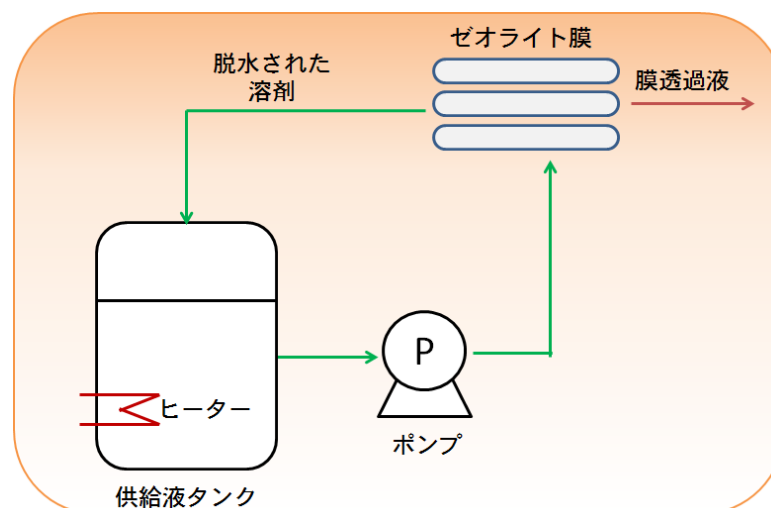 ゼオライト膜
脱水された
溶剤
膜透過液
P
ヒーター
ポンプ
供給液タンク